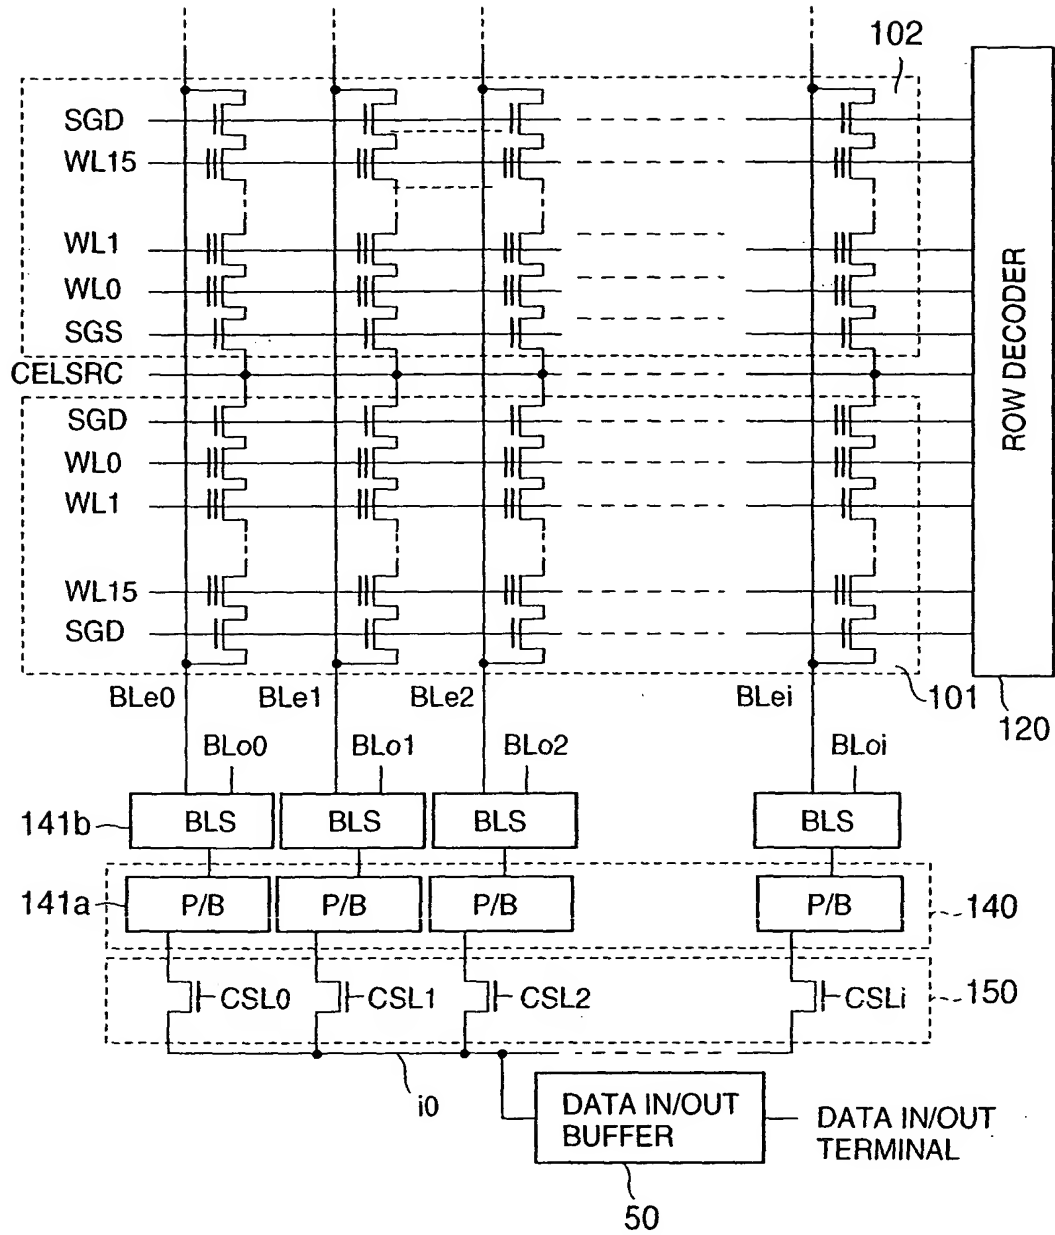 102
SGD
WL15
WL1
WL0
SGS
CELSRC
SGD
WL0
WL1
WL15
SGD
ROW DECODER
BLe0
BLe1
BLe2
BLei
101
120
BLo0
BLo1
BLo2
BLoi
141b
BLS
BLS
BLS
BLS
141a
P/B
P/B
P/B
P/B
140
CSL0
CSL1
CSL2
CSLi
150
i0
DATA IN/OUT
BUFFER
DATA IN/OUT
TERMINAL
50